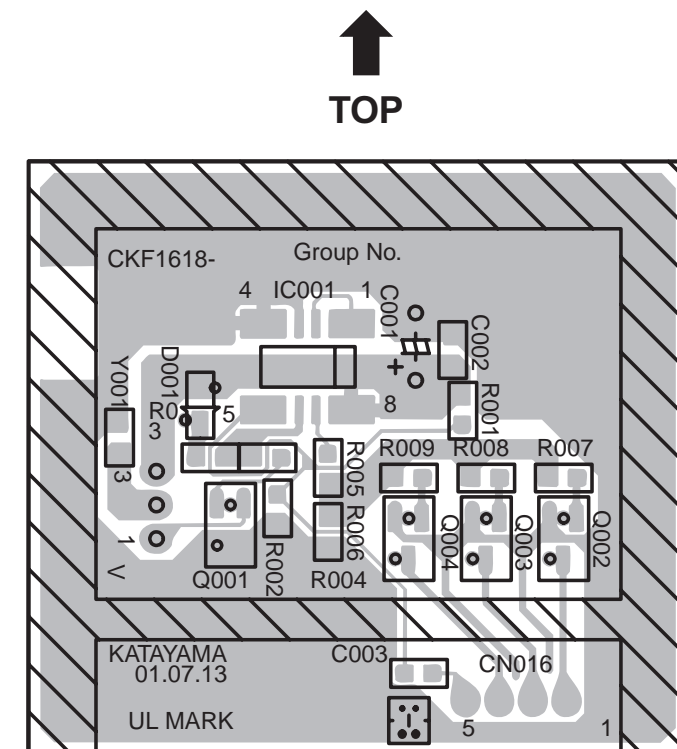 TOP
CKF1618-
Group No.
4 IC001 1
C001
C002
Y001
D001
R0
3
5
8
R001
R009 R008 R007
3
R005
R006
1
V
Q001
R002
R004
Q004
Q003
Q002
KATAYAMA
01.07.13
C003
CN016
UL MARK
5
1